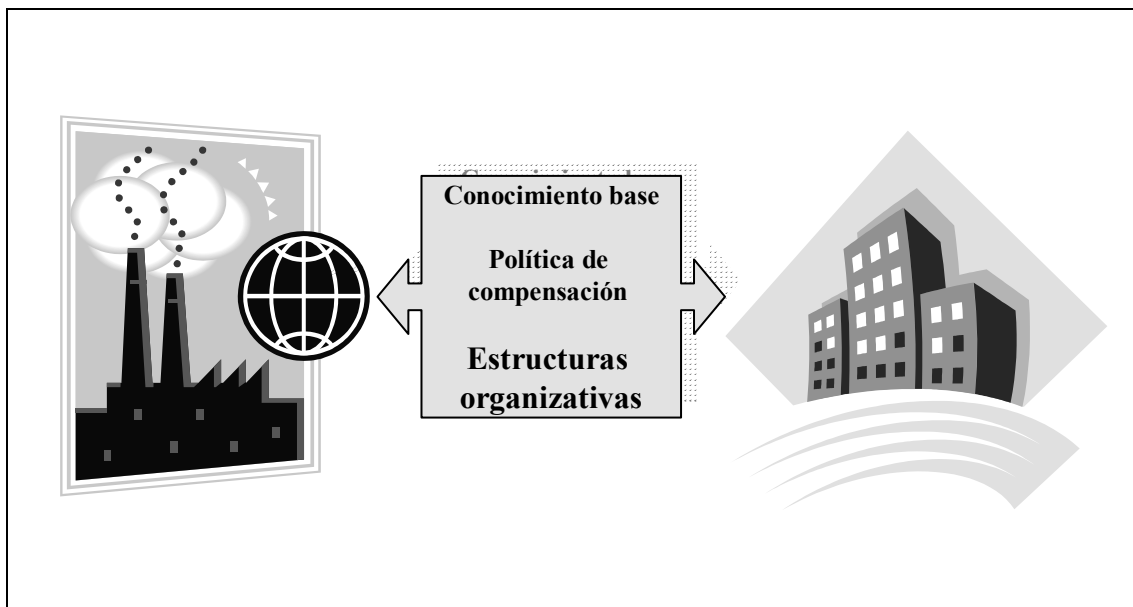 Conocimiento base
Política de
compensación
Estructuras
organizativas